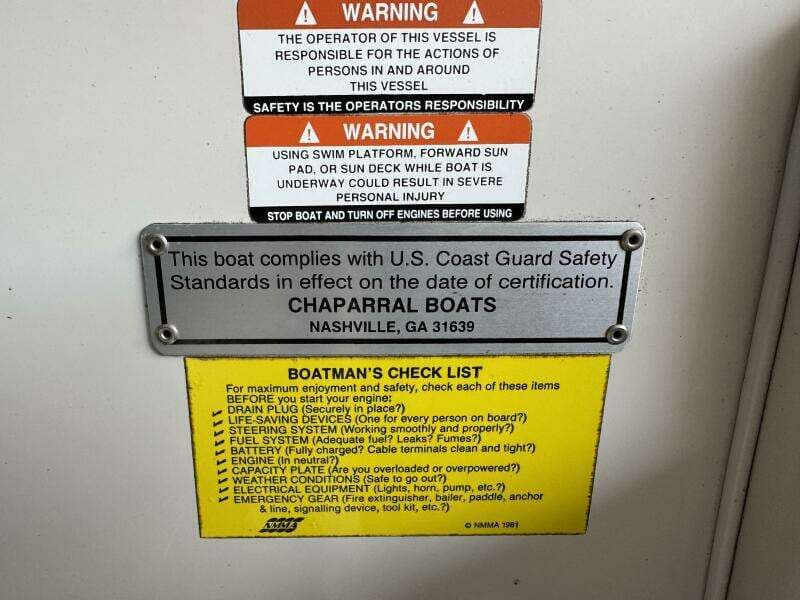 WARNING
THE OPERATOR OF THIS VESSEL IS
RESPONSIBLE FOR THE ACTIONS OF
PERSONS IN AND AROUND
THIS VESSEL
SAFETY IS THE OPERATORS RESPONSIBILITY
WARNING
USING SWIM PLATFORM, FORWARD SUN
PAD, OR SUN DECK WHILE BOAT IS
UNDERWAY COULD RESULT IN SEVERE
PERSONAL INJURY
STOP BOAT AND TURN OFF ENGINES BEFORE USING
This boat complies with U.S. Coast Guard Safety
Standards in effect on the date of certification.
CHAPARRAL BOATS
NASHVILLE, GA 31639
BOATMAN'S CHECK LIST
For maximum enjoyment and safety, check each of these items
BEFORE you start your engine:
DRAIN PLUG (Securely in place?)
LIFE-SAVING DEVICES (One for every person on board?)
STEERING SYSTEM (Working smoothly and properly?)
FUEL SYSTEM (Adequate fuel? Leaks? Fumes?)
BATTERY (Fully charged? Cable terminals clean and tight?)
ENGINE (In neutral?)
CAPACITY PLATE (Are you overloaded or overpowered?)
WEATHER CONDITIONS (Safe to go out?)
ELECTRICAL EQUIPMENT (Lights, horn, pump, etc.?)
EMERGENCY GEAR (Fire extinguisher, bailer, paddle, anchor
& line, signalling device, tool kit, etc.?)
NMMA © NMMA 1981